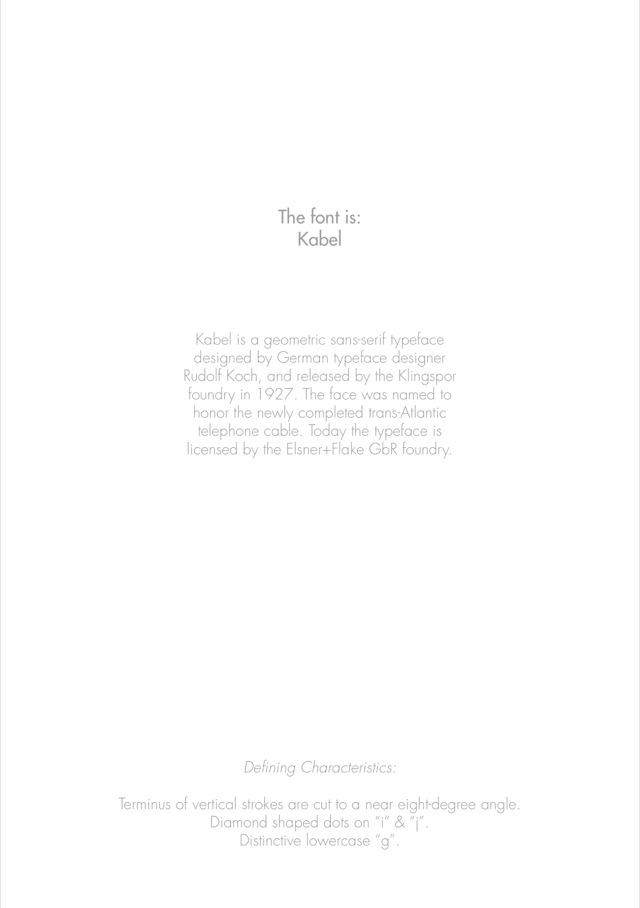 The font is:
Kabel
Kabel is a geometric sans-serif typeface
designed by German typeface designer
Rudolf Koch, and released by the Klingspor
foundry in 1927. The face was named to
honor the newly completed trans-Atlantic
telephone cable. Today the typeface is
licensed by the Elsner+Flake GbR foundry.
Defining Characteristics:
Terminus of vertical strokes are cut to a near eight-degree angle.
Diamond shaped dots on “i” & “j”.
Distinctive lowercase “g”.